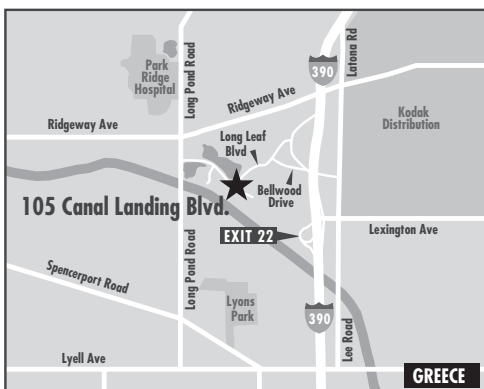 Park
Ridge
Hospital
Long Pond Road
390
Latona Rd
Ridgeway Ave
Kodak
Distribution
Ridgeway Ave
Long Leaf
Blvd
Bellwood
Drive
105 Canal Landing Blvd.
EXIT 22
Lexington Ave
Long Pond Road
Spencerport Road
Lyons
Park
390
Lee Road
Lyell Ave
GREECE